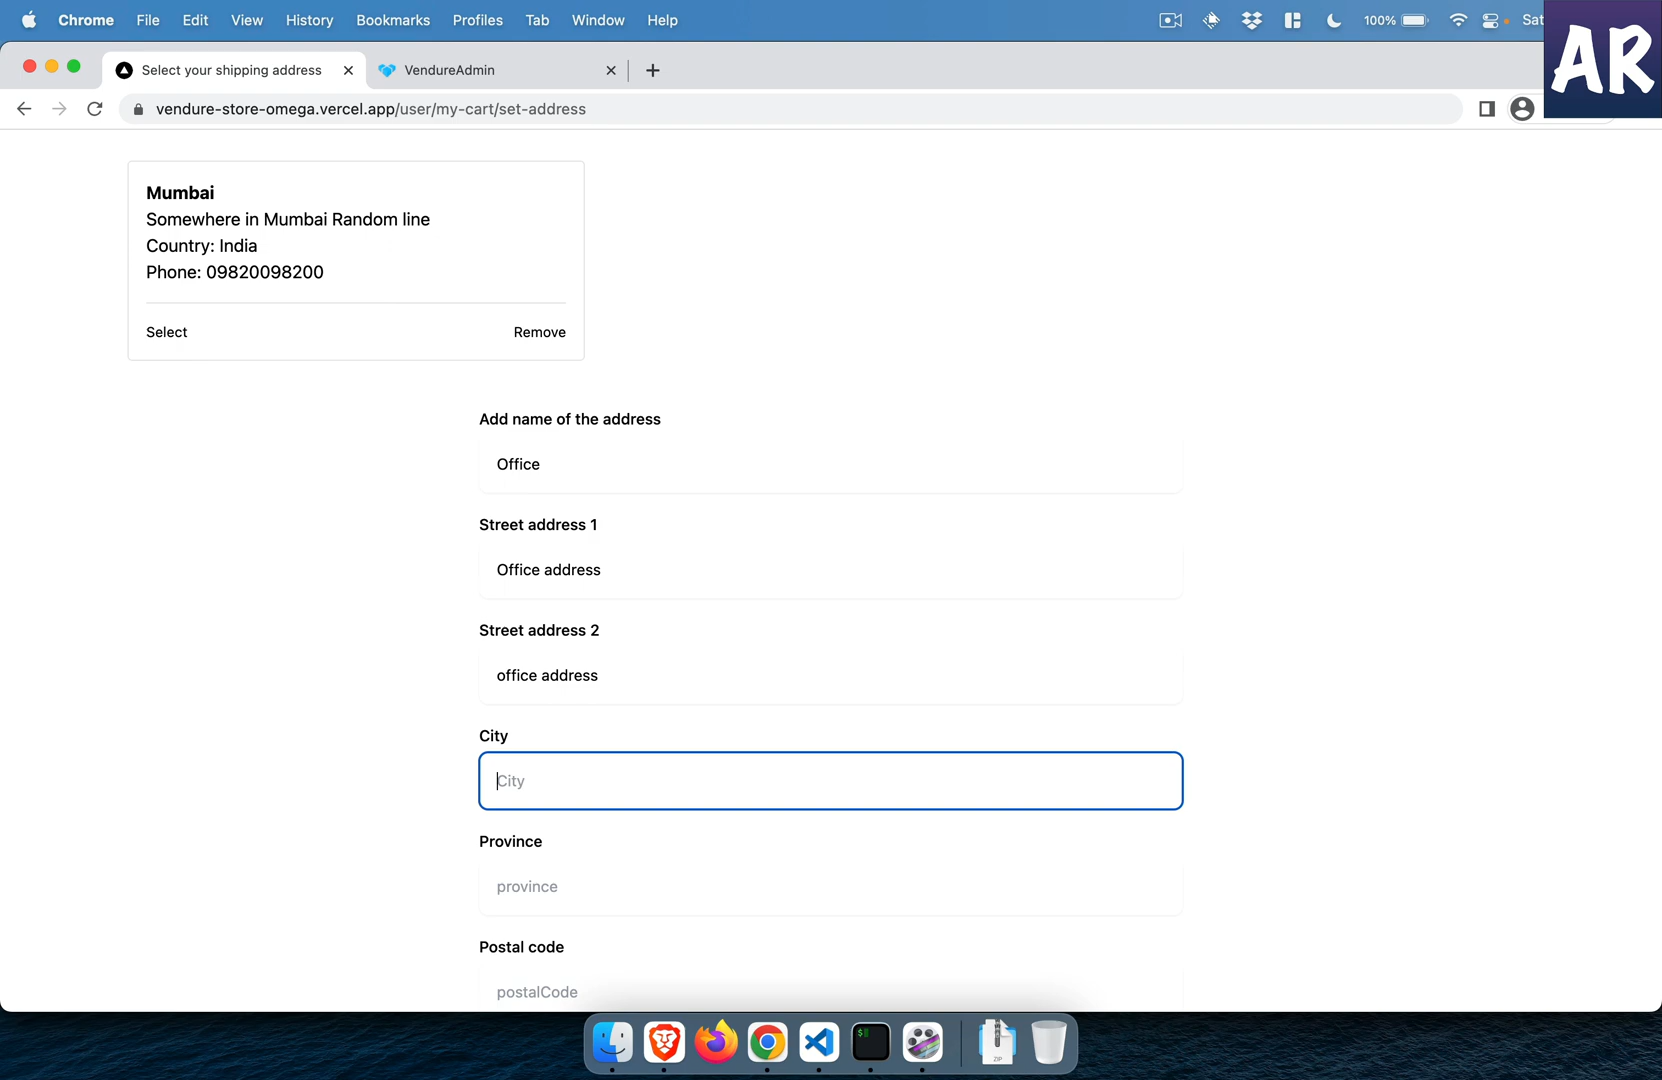 Chrome File Edit View History Bookmarks Profiles Tab Window Help 100% Sat
AR
Select your shipping address VendureAdmin
vendure-store-omega.vercel.app/user/my-cart/set-address
Mumbai
Somewhere in Mumbai Random line
Country: India
Phone: 09820098200
Select Remove
Add name of the address
Office
Street address 1
Office address
Street address 2
office address
City
City
Province
province
Postal code
postalCode
$
ZIP